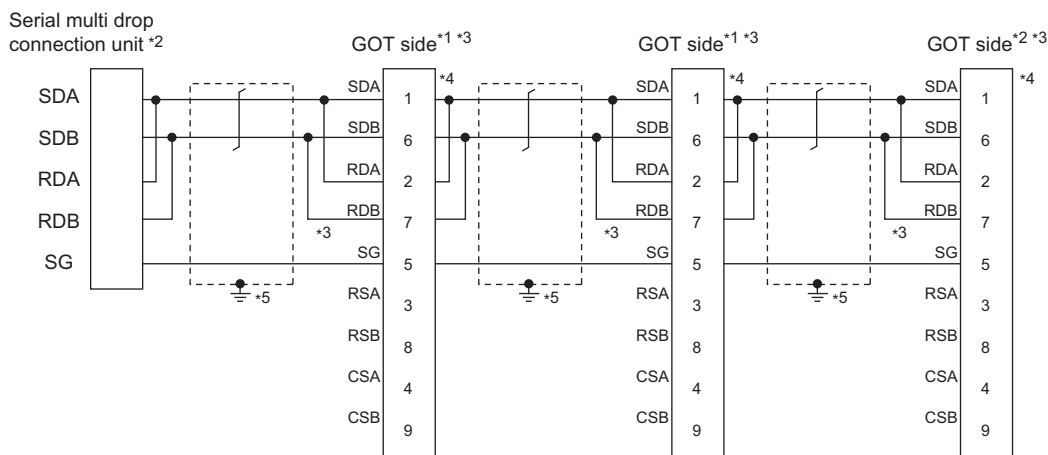 Serial multi drop
connection unit *2
GOT side*1 *3
GOT side*1 *3
GOT side*2 *3
*4
*4
*4
SDA
SDA
1
SDA
1
SDA
1
SDB
SDB
6
SDB
6
SDB
6
RDA
RDA
2
RDA
2
RDA
2
RDB
RDB
7
RDB
7
RDB
7
*3
*3
*3
SG
SG
5
SG
5
SG
5
*5
*5
*5
RSA
3
RSA
3
RSA
3
RSB
8
RSB
8
RSB
8
CSA
4
CSA
4
CSA
4
CSB
9
CSB
9
CSB
9